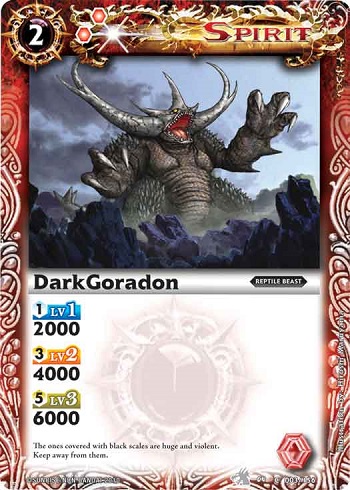 2
SPIRIT
DarkGoradon
REPTILE BEAST
1 LV1
2000
3 LV2
4000
5 LV3
6000
The ones covered with black scales are huge and violent.
Keep away from them.